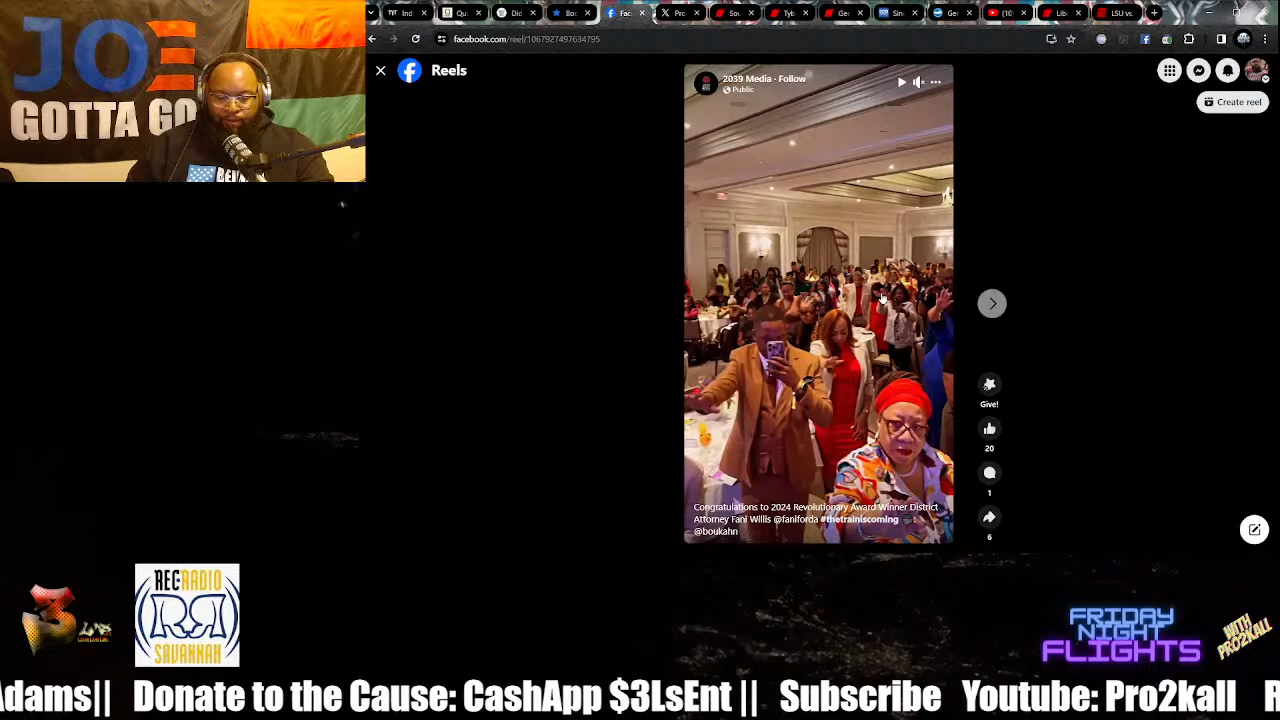 JOE
GOTTA GO
facebook.com/reel/1067927497634795
Reels
2039 Media · Follow
Public
Create reel
Give!
20
1
6
Congratulations to 2024 Revolutionary Award Winner District
Attorney Fani Willis @faniforda #thetrainiscoming
@boukahn
REC·RADIO
RR
SAVANNAH
FRIDAY
NIGHT
FLIGHTS
WITH
PRO2KALL
Adams|| Donate to the Cause: CashApp $3LsEnt || Subscribe Youtube: Pro2kall